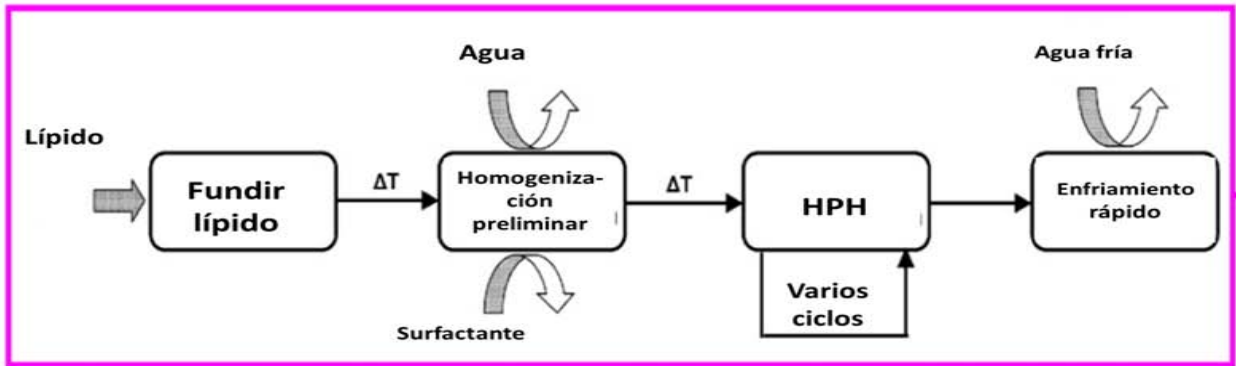 Lípido
Fundir
lípido
ΔT
Agua
Homogeniza-
ción
preliminar
Surfactante
ΔT
HPH
Varios
ciclos
Agua fría
Enfriamiento
rápido